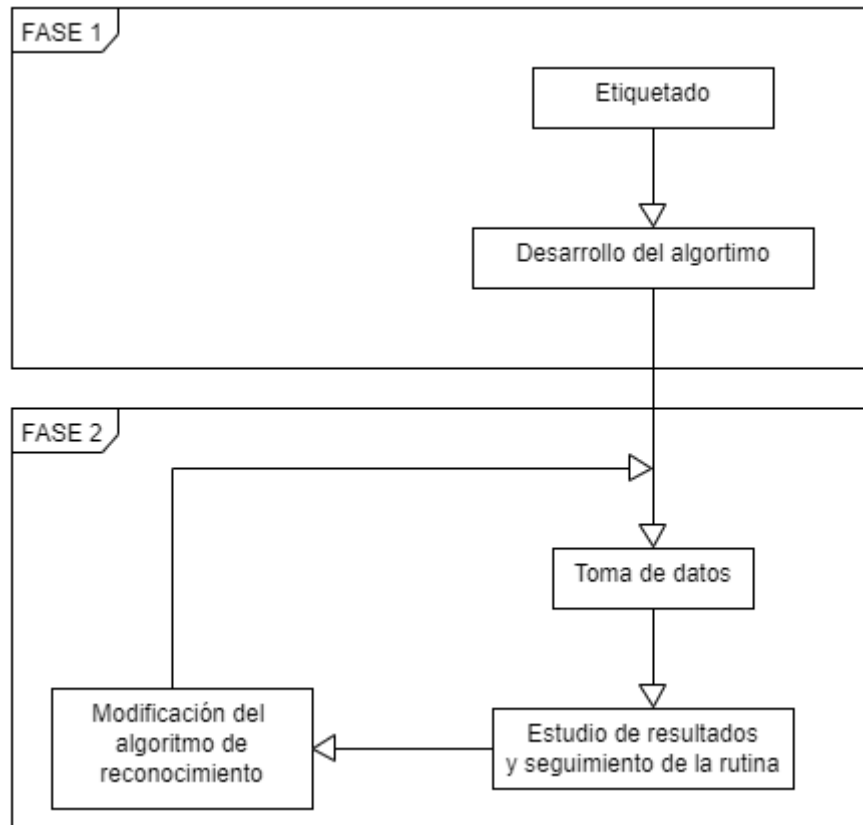 FASE 1
Etiquetado
Desarrollo del algortimo
FASE 2
Toma de datos
Modificación del
algoritmo de
reconocimiento
Estudio de resultados
y seguimiento de la rutina